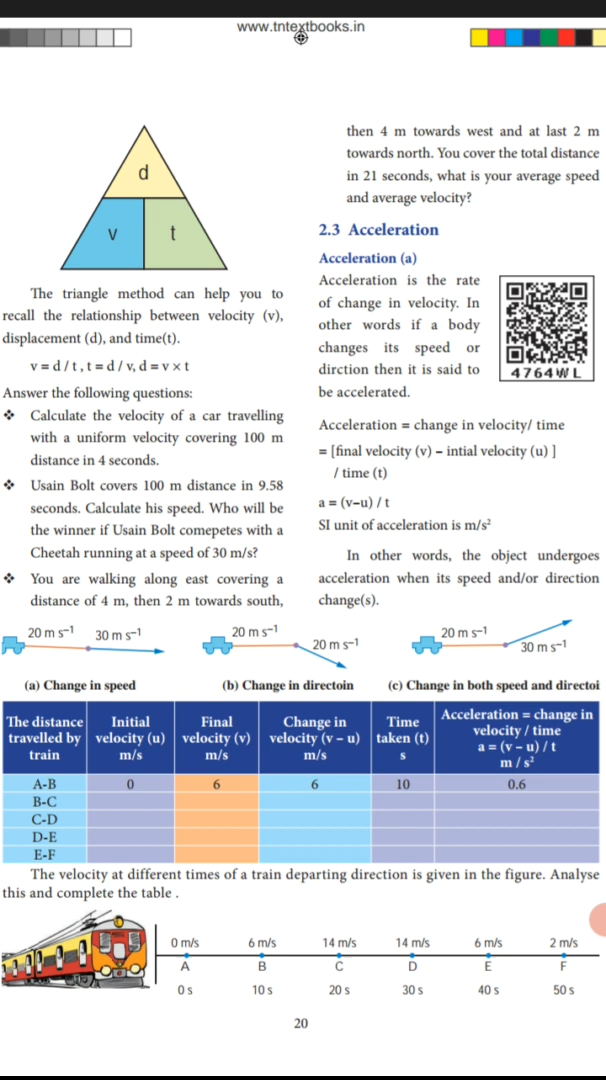 www.tntextbooks.in
d
v
t
The triangle method can help you to
recall the relationship between velocity (v),
displacement (d), and time(t).
v = d / t , t = d / v, d = v × t
Answer the following questions:
❖ Calculate the velocity of a car travelling
with a uniform velocity covering 100 m
distance in 4 seconds.
❖ Usain Bolt covers 100 m distance in 9.58
seconds. Calculate his speed. Who will be
the winner if Usain Bolt comepetes with a
Cheetah running at a speed of 30 m/s?
❖ You are walking along east covering a
distance of 4 m, then 2 m towards south,
then 4 m towards west and at last 2 m
towards north. You cover the total distance
in 21 seconds, what is your average speed
and average velocity?
2.3 Acceleration
Acceleration (a)
Acceleration is the rate
of change in velocity. In
other words if a body
changes its speed or
dirction then it is said to
be accelerated.
4764WL
Acceleration = change in velocity/ time
= [final velocity (v) – intial velocity (u) ]
/ time (t)
a = (v–u) / t
SI unit of acceleration is m/s²
In other words, the object undergoes
acceleration when its speed and/or direction
change(s).
20 m s⁻¹ 30 m s⁻¹
20 m s⁻¹ 20 m s⁻¹
20 m s⁻¹ 30 m s⁻¹
(a) Change in speed (b) Change in directoin (c) Change in both speed and directoi
The distance travelled by train | Initial velocity (u) m/s | Final velocity (v) m/s | Change in velocity (v – u) m/s | Time taken (t) s | Acceleration = change in velocity / time a = (v – u) / t m / s²
A-B 0 6 6 10 0.6
B-C
C-D
D-E
E-F
The velocity at different times of a train departing direction is given in the figure. Analyse
this and complete the table .
0 m/s 6 m/s 14 m/s 14 m/s 6 m/s 2 m/s
A B C D E F
0 s 10 s 20 s 30 s 40 s 50 s
20